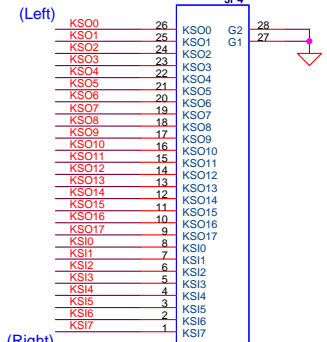 JP4
(Left)
KSO0 26 KSO0 G2 28
KSO1 25 KSO1 G1 27
KSO2 24 KSO2
KSO3 23 KSO3
KSO4 22 KSO4
KSO5 21 KSO5
KSO6 20 KSO6
KSO7 19 KSO7
KSO8 18 KSO8
KSO9 17 KSO9
KSO10 16 KSO10
KSO11 15 KSO11
KSO12 14 KSO12
KSO13 13 KSO13
KSO14 12 KSO14
KSO15 11 KSO15
KSO16 10 KSO16
KSO17 9 KSO17
KSI0 8 KSI0
KSI1 7 KSI1
KSI2 6 KSI2
KSI3 5 KSI3
KSI4 4 KSI4
KSI5 3 KSI5
KSI6 2 KSI6
KSI7 1 KSI7
(Right)